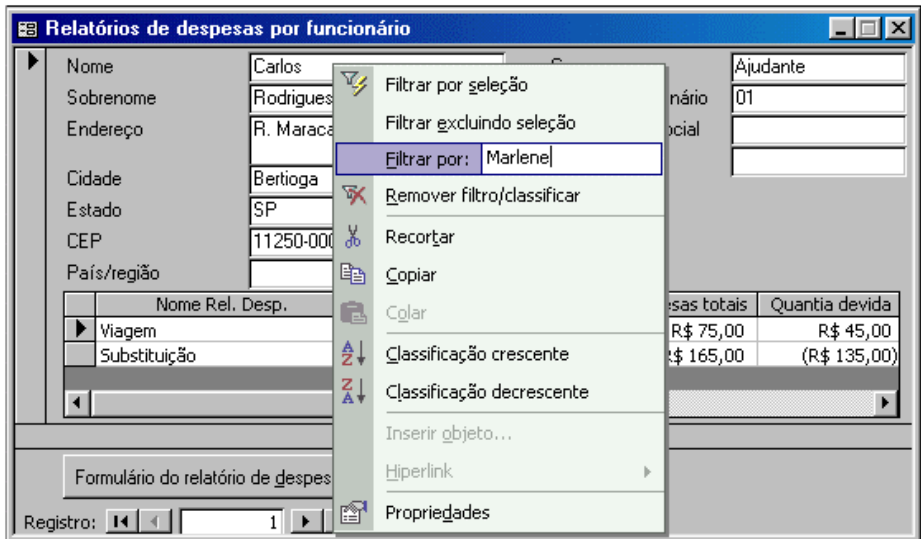 Relatórios de despesas por funcionário
Nome Carlos Ajudante
Sobrenome Rodrigues nário 01
Endereço R. Maraca ocial
Cidade Bertioga
Estado SP
CEP 11250-000
País/região
Filtrar por seleção
Filtrar excluindo seleção
Filtrar por: Marlene
Remover filtro/classificar
Recortar
Copiar
Colar
Classificação crescente
Classificação decrescente
Inserir objeto...
Hiperlink
Propriedades
Nome Rel. Desp. sas totais Quantia devida
Viagem R$ 75,00 R$ 45,00
Substituição $ 165,00 (R$ 135,00)
Formulário do relatório de despes
Registro: 1